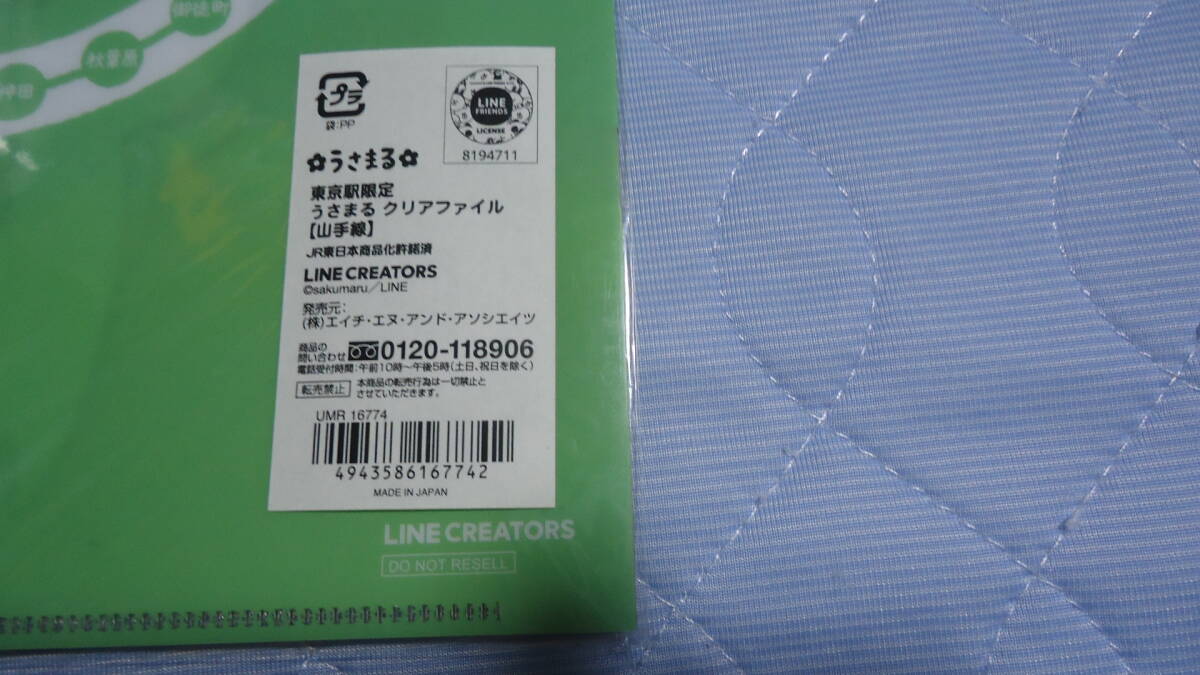 御徒町
秋葉原
神田
プラ
袋:PP
LINE
FRIENDS
LICENSE
8194711
✿うさまる✿
東京駅限定
うさまる クリアファイル
【山手線】
JR東日本商品化許諾済
LINE CREATORS
©sakumaru／LINE
発売元:
(株)エイチ・エヌ・アンド・アソシエイツ
商品の
問い合わせ 0120-118906
電話受付時間:午前10時～午後5時(土日、祝日を除く)
転売禁止 本商品の転売行為は一切禁止と
させていただきます。
UMR 16774
4943586167742
MADE IN JAPAN
LINE CREATORS
DO NOT RESELL